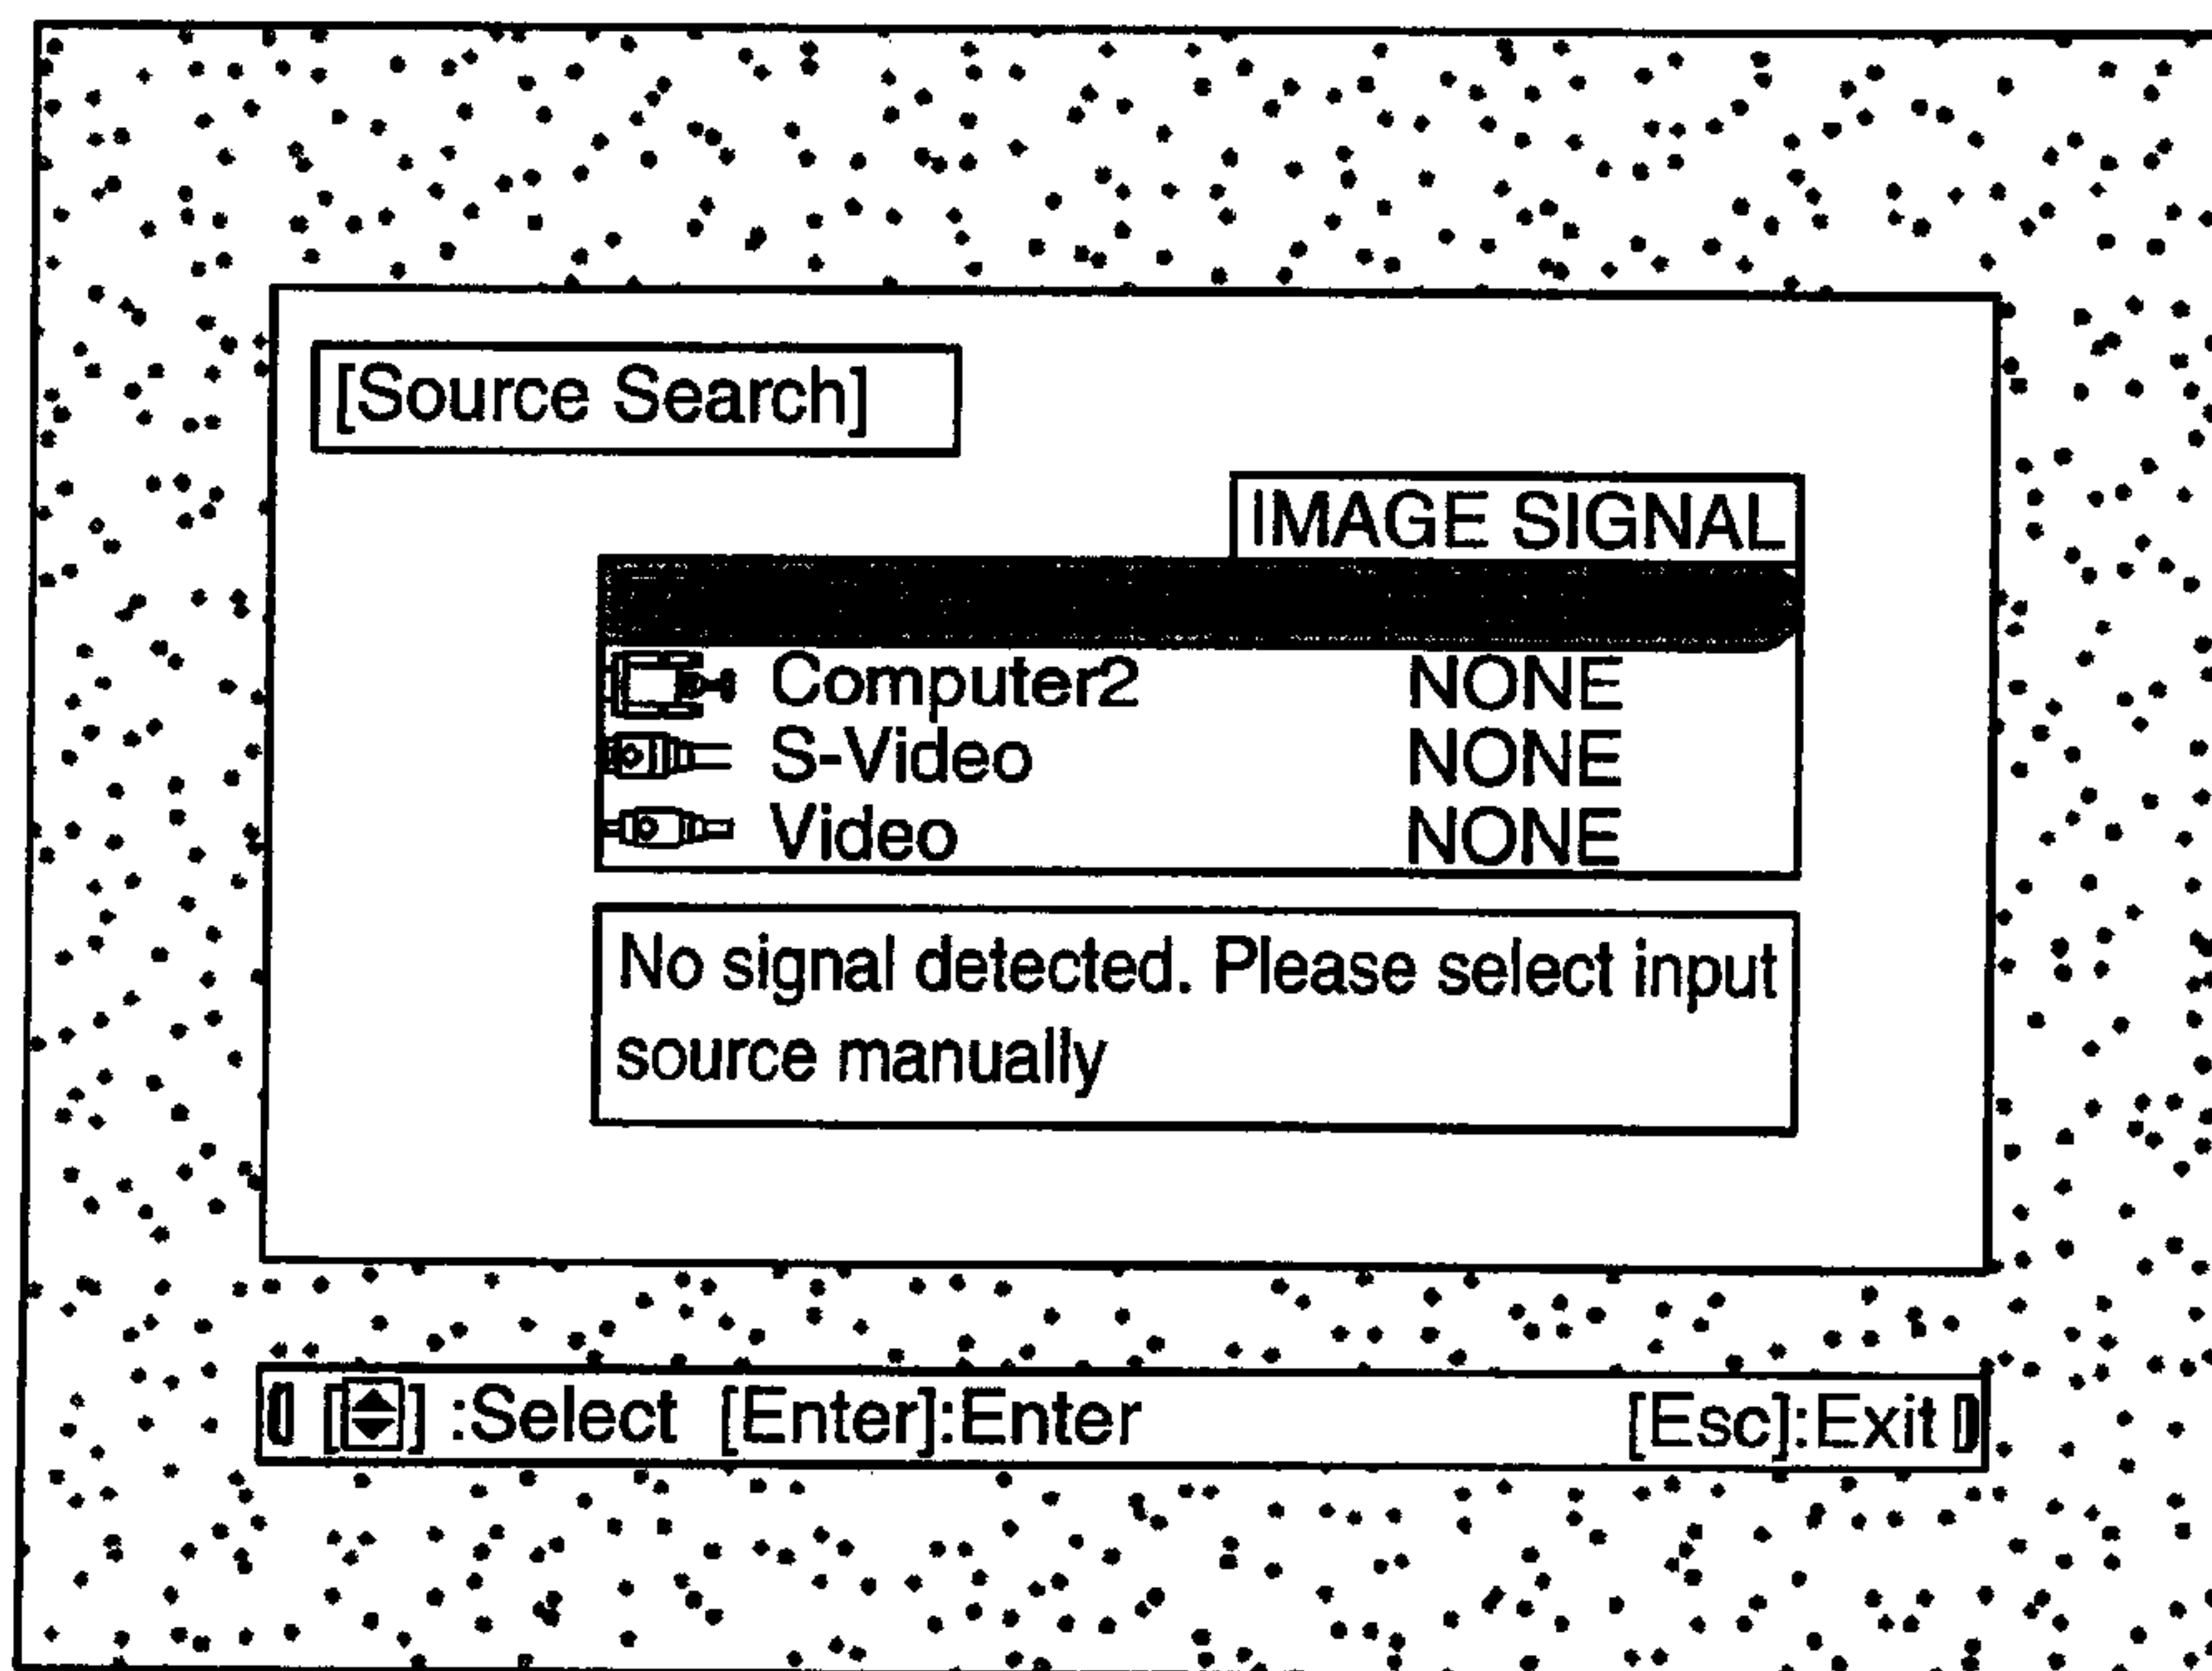 [Source Search]
IMAGE SIGNAL
Computer2 NONE
S-Video NONE
Video NONE
No signal detected. Please select input
source manually
[] :Select [Enter]:Enter [Esc]:Exit